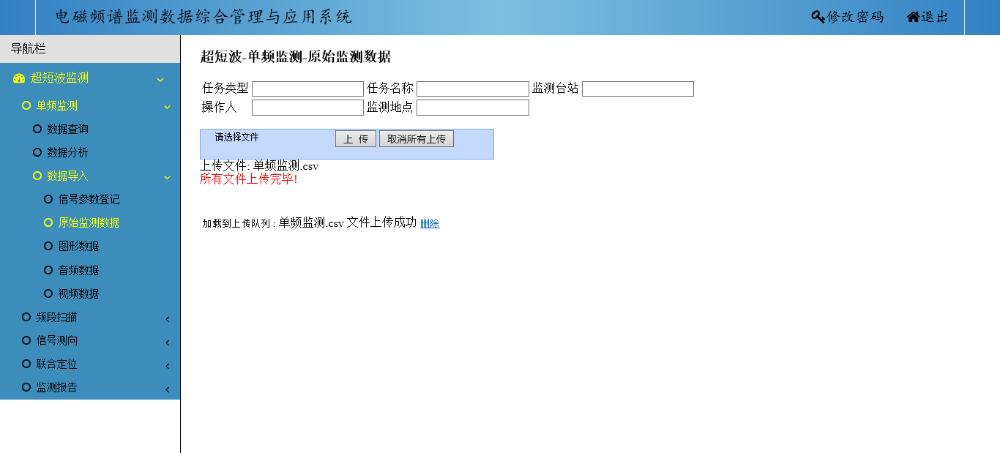 电磁频谱监测数据综合管理与应用系统 修改密码 退出
导航栏
超短波监测
单频监测
数据查询
数据分析
数据导入
信号参数登记
原始监测数据
图形数据
音频数据
视频数据
频段扫描
信号测向
联合定位
监测报告
超短波-单频监测-原始监测数据
任务类型 任务名称 监测台站
操作人 监测地点
请选择文件 上 传 取消所有上传
上传文件: 单频监测.csv
所有文件上传完毕!
加载到上传队列 : 单频监测.csv 文件上传成功 删除